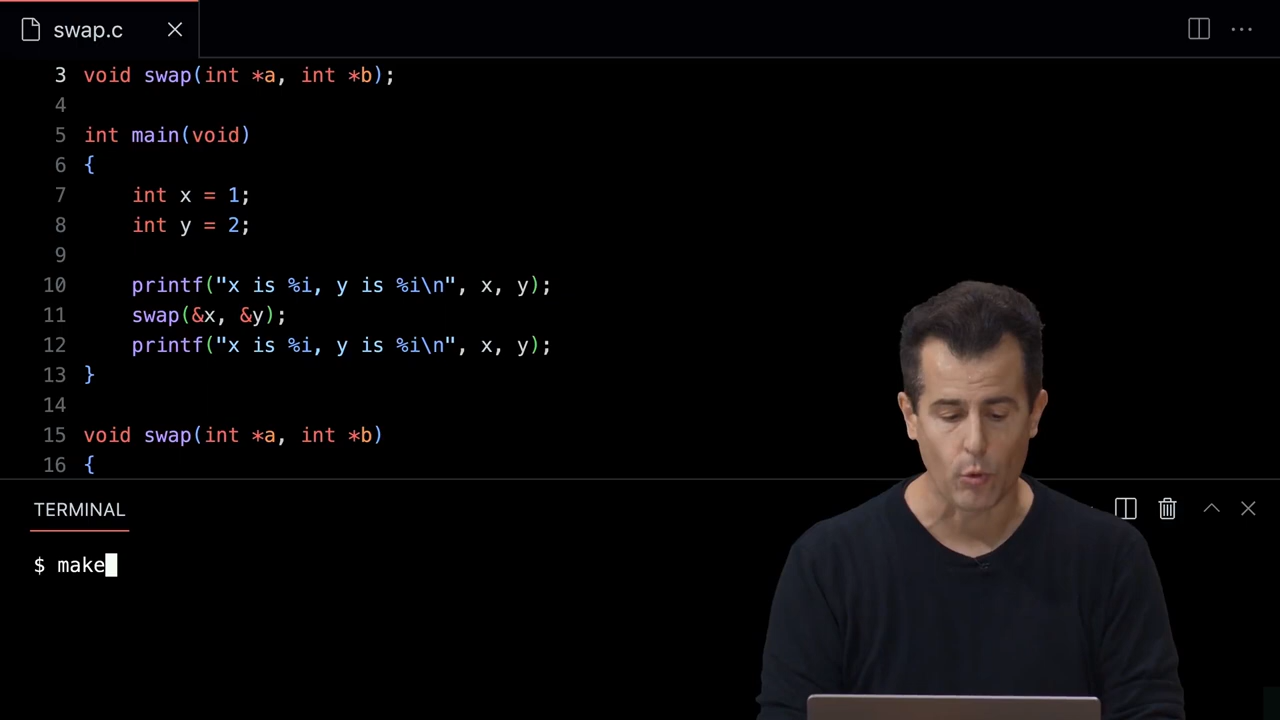 swap.c
3 void swap(int *a, int *b);
4
5 int main(void)
6 {
7     int x = 1;
8     int y = 2;
9
10     printf("x is %i, y is %i\n", x, y);
11     swap(&x, &y);
12     printf("x is %i, y is %i\n", x, y);
13 }
14
15 void swap(int *a, int *b)
16 {
TERMINAL
$ make